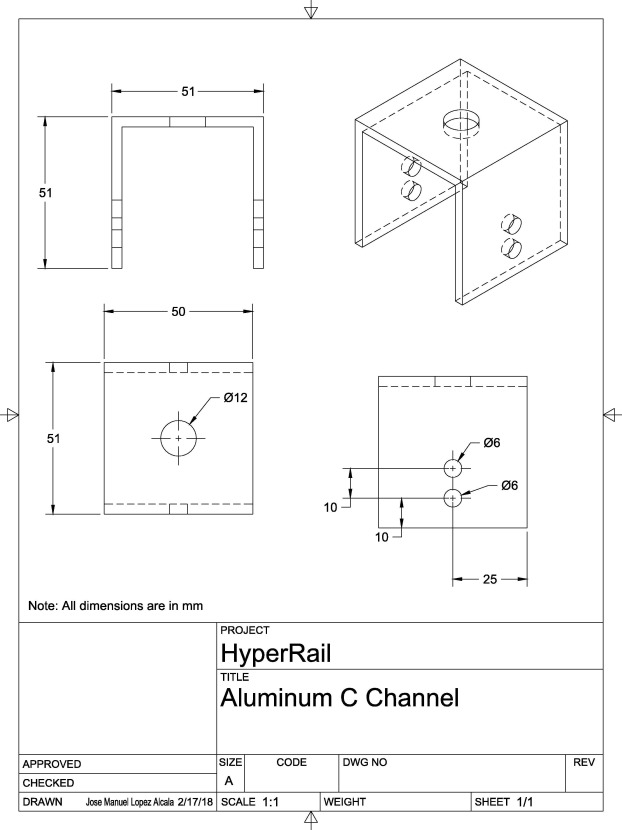 51
51
50
51
Ø12
Ø6
Ø6
10
10
25
Note: All dimensions are in mm
PROJECT
HyperRail
TITLE
Aluminum C Channel
APPROVED
SIZE
CODE
DWG NO
REV
A
CHECKED
DRAWN Jose Manuel Lopez Alcala 2/17/18
SCALE 1:1
WEIGHT
SHEET 1/1